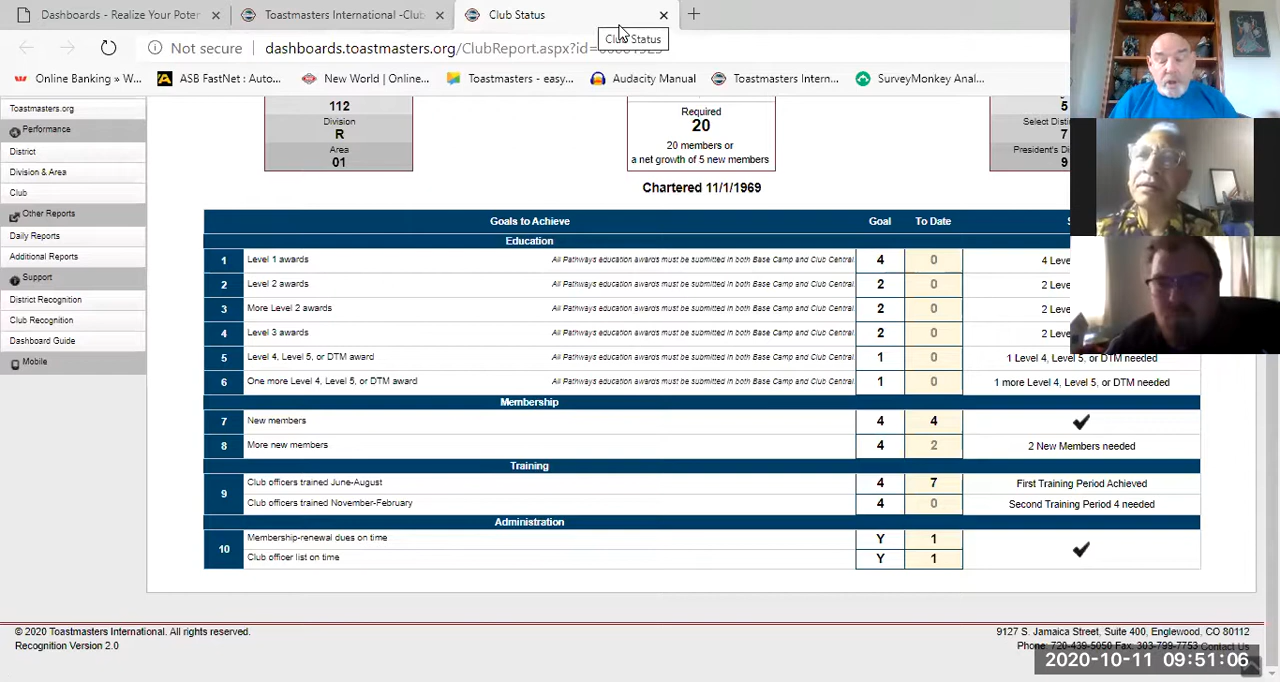 Dashboards - Realize Your Poter
Toastmasters International -Club
Club Status
Not secure
dashboards.toastmasters.org/ClubReport.aspx?id=
Club Status
Online Banking » W...
ASB FastNet : Auto...
New World | Online...
Toastmasters - easy...
Audacity Manual
Toastmasters Intern...
SurveyMonkey Anal...
Toastmasters.org
Performance
District
Division & Area
Club
Other Reports
Daily Reports
Additional Reports
Support
District Recognition
Club Recognition
Dashboard Guide
Mobile
112
Division
R
Area
01
Required
20
20 members or
a net growth of 5 new members
5
Select Disti
7
President's Di
9
Chartered 11/1/1969
Goals to Achieve Goal To Date S
Education
1 Level 1 awards All Pathways education awards must be submitted in both Base Camp and Club Central. 4 0 4 Leve
2 Level 2 awards All Pathways education awards must be submitted in both Base Camp and Club Central. 2 0 2 Leve
3 More Level 2 awards All Pathways education awards must be submitted in both Base Camp and Club Central. 2 0 2 Leve
4 Level 3 awards All Pathways education awards must be submitted in both Base Camp and Club Central. 2 0 2 Leve
5 Level 4, Level 5, or DTM award All Pathways education awards must be submitted in both Base Camp and Club Central. 1 0 1 Level 4, Level 5, or DTM needed
6 One more Level 4, Level 5, or DTM award All Pathways education awards must be submitted in both Base Camp and Club Central. 1 0 1 more Level 4, Level 5, or DTM needed
Membership
7 New members 4 4
8 More new members 4 2 2 New Members needed
Training
9 Club officers trained June-August 4 7 First Training Period Achieved
Club officers trained November-February 4 0 Second Training Period 4 needed
Administration
10 Membership-renewal dues on time Y 1
Club officer list on time Y 1
© 2020 Toastmasters International. All rights reserved.
Recognition Version 2.0
9127 S. Jamaica Street, Suite 400, Englewood, CO 80112
Phone: 720-439-5050 Fax: 303-799-7753 Contact Us
2020-10-11 09:51:06